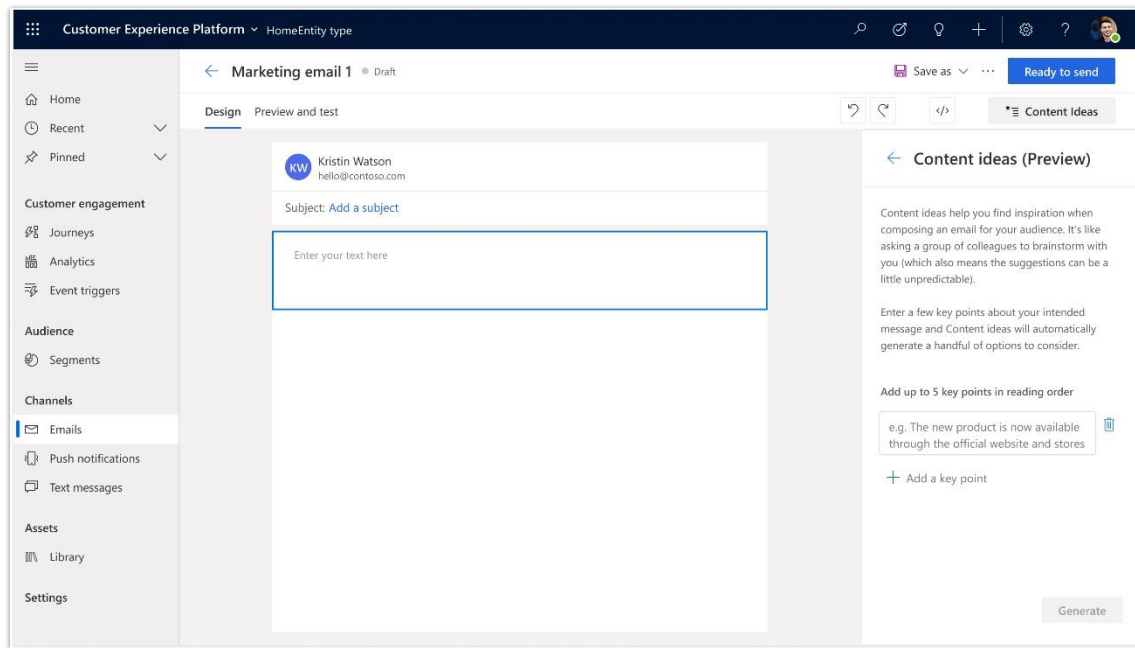 Customer Experience Platform HomeEntity type
Marketing email 1 Draft
Save as
Ready to send
Home
Recent
Pinned
Customer engagement
Journeys
Analytics
Event triggers
Audience
Segments
Channels
Emails
Push notifications
Text messages
Assets
Library
Settings
Design Preview and test
</>
Content Ideas
KW
Kristin Watson
hello@contoso.com
Subject: Add a subject
Enter your text here
Content ideas (Preview)
Content ideas help you find inspiration when
composing an email for your audience. It's like
asking a group of colleagues to brainstorm with
you (which also means the suggestions can be a
little unpredictable).
Enter a few key points about your intended
message and Content ideas will automatically
generate a handful of options to consider.
Add up to 5 key points in reading order
e.g. The new product is now available
through the official website and stores
Add a key point
Generate